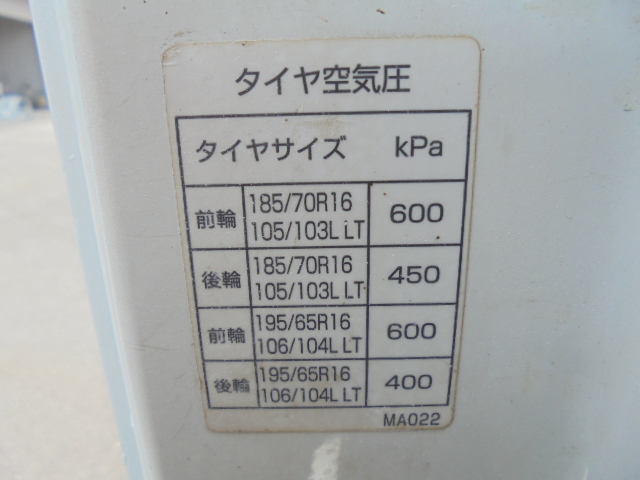 タイヤ空気圧
タイヤサイズ kPa
前輪 185/70R16 105/103L LT 600
後輪 185/70R16 105/103L LT 450
前輪 195/65R16 106/104L LT 600
後輪 195/65R16 106/104L LT 400
MA022